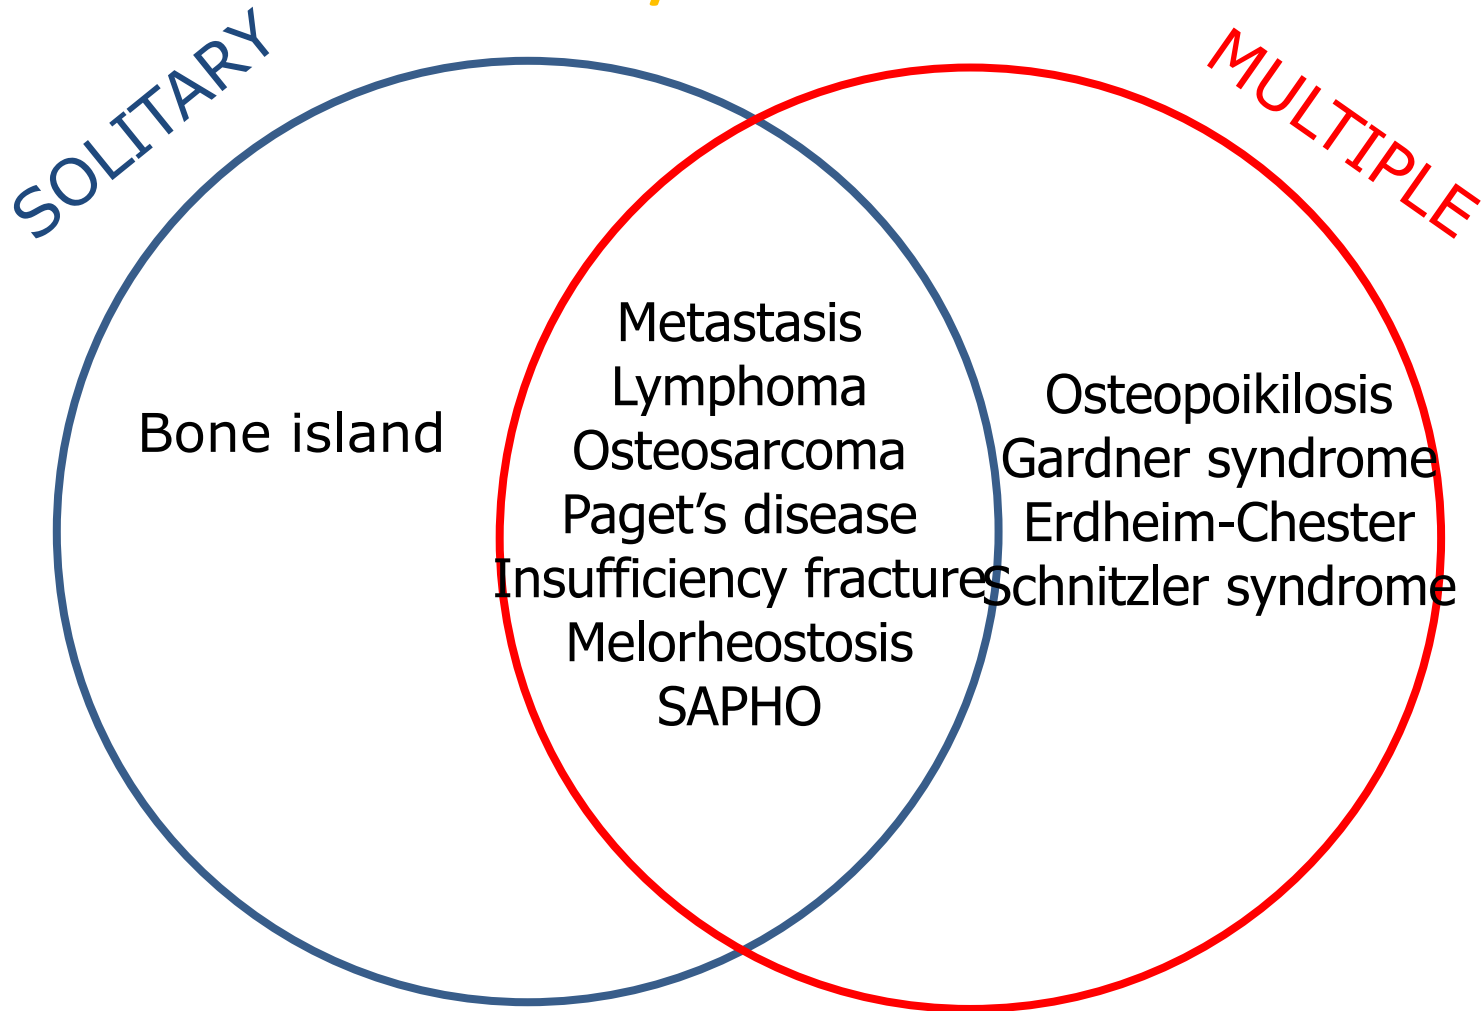 SOLITARY
MULTIPLE
Bone island
Metastasis
Lymphoma
Osteosarcoma
Paget’s disease
Insufficiency fracture
Melorheostosis
SAPHO
Osteopoikilosis
Gardner syndrome
Erdheim-Chester
Schnitzler syndrome